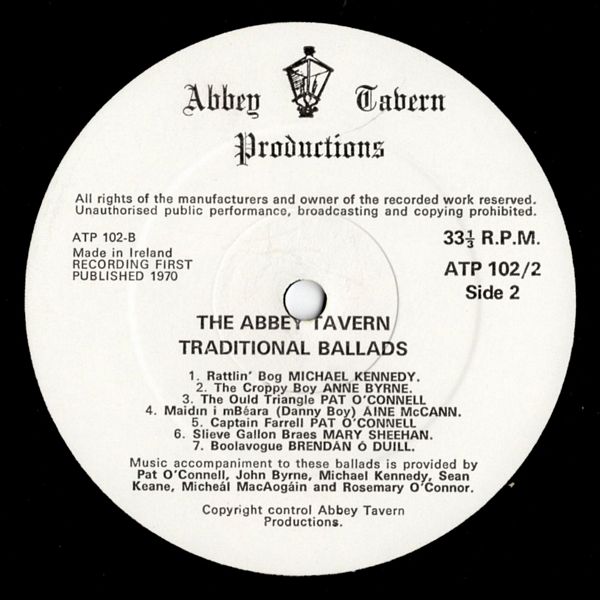 Abbey Tavern
Productions
All rights of the manufacturers and owner of the recorded work reserved.
Unauthorised public performance, broadcasting and copying prohibited.
ATP 102-B
Made in Ireland
RECORDING FIRST
PUBLISHED 1970
33⅓ R.P.M.
ATP 102/2
Side 2
THE ABBEY TAVERN
TRADITIONAL BALLADS
1. Rattlin' Bog MICHAEL KENNEDY.
2. The Croppy Boy ANNE BYRNE.
3. The Ould Triangle PAT O'CONNELL
4. Maidin i mBéara (Danny Boy) AINE McCANN.
5. Captain Farrell PAT O'CONNELL
6. Slieve Gallon Braes MARY SHEEHAN.
7. Boolavogue BRENDAN Ó DUILL.
Music accompaniment to these ballads is provided by
Pat O'Connell, John Byrne, Michael Kennedy, Sean
Keane, Micheál MacAogáin and Rosemary O'Connor.
Copyright control Abbey Tavern
Productions.